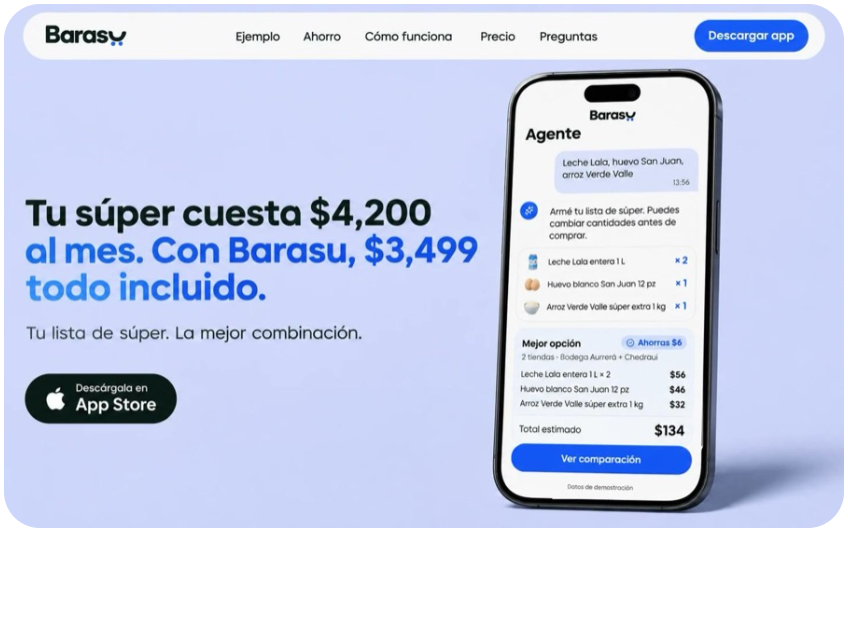 Barasu
Ejemplo
Ahorro
Cómo funciona
Precio
Preguntas
Descargar app
Tu súper cuesta $4,200
al mes. Con Barasu, $3,499
todo incluido.
Tu lista de súper. La mejor combinación.
Descárgala en
App Store
Barasu
Agente
Leche Lala, huevo San Juan,
arroz Verde Valle
13:56
Armé tu lista de súper. Puedes
cambiar cantidades antes de
comprar.
Leche Lala entera 1 L × 2
Huevo blanco San Juan 12 pz × 1
Arroz Verde Valle súper extra 1 kg × 1
Mejor opción Ahorras $6
2 tiendas · Bodega Aurrerá + Chedraui
Leche Lala entera 1 L × 2 $56
Huevo blanco San Juan 12 pz $46
Arroz Verde Valle súper extra 1 kg $32
Total estimado $134
Ver comparación
Datos de demostración